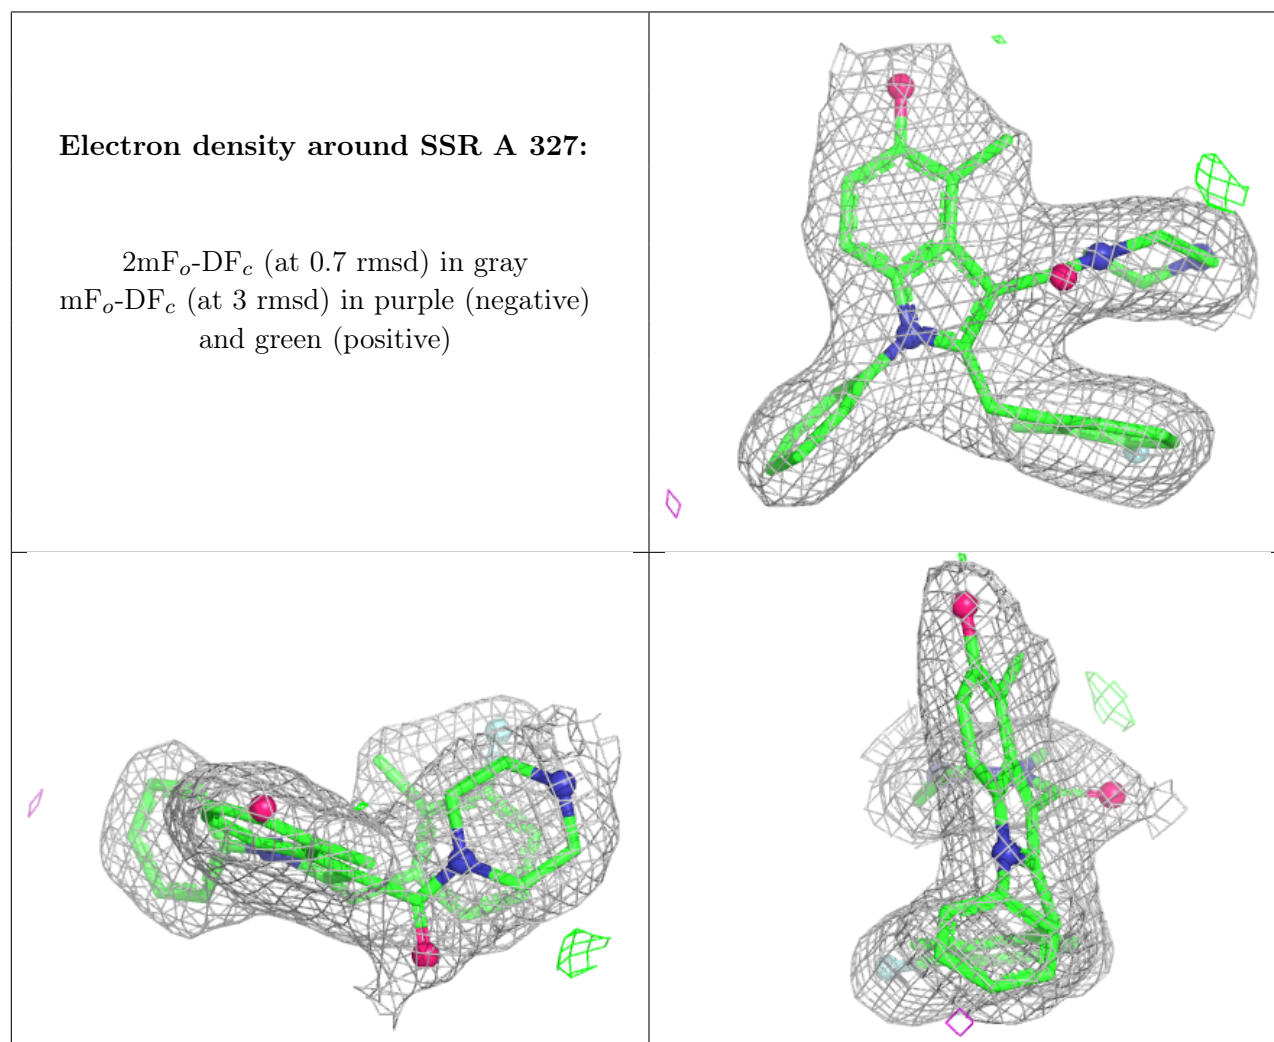 Electron density around SSR A 327:
2mFo-DFc (at 0.7 rmsd) in gray
mFo-DFc (at 3 rmsd) in purple (negative)
and green (positive)